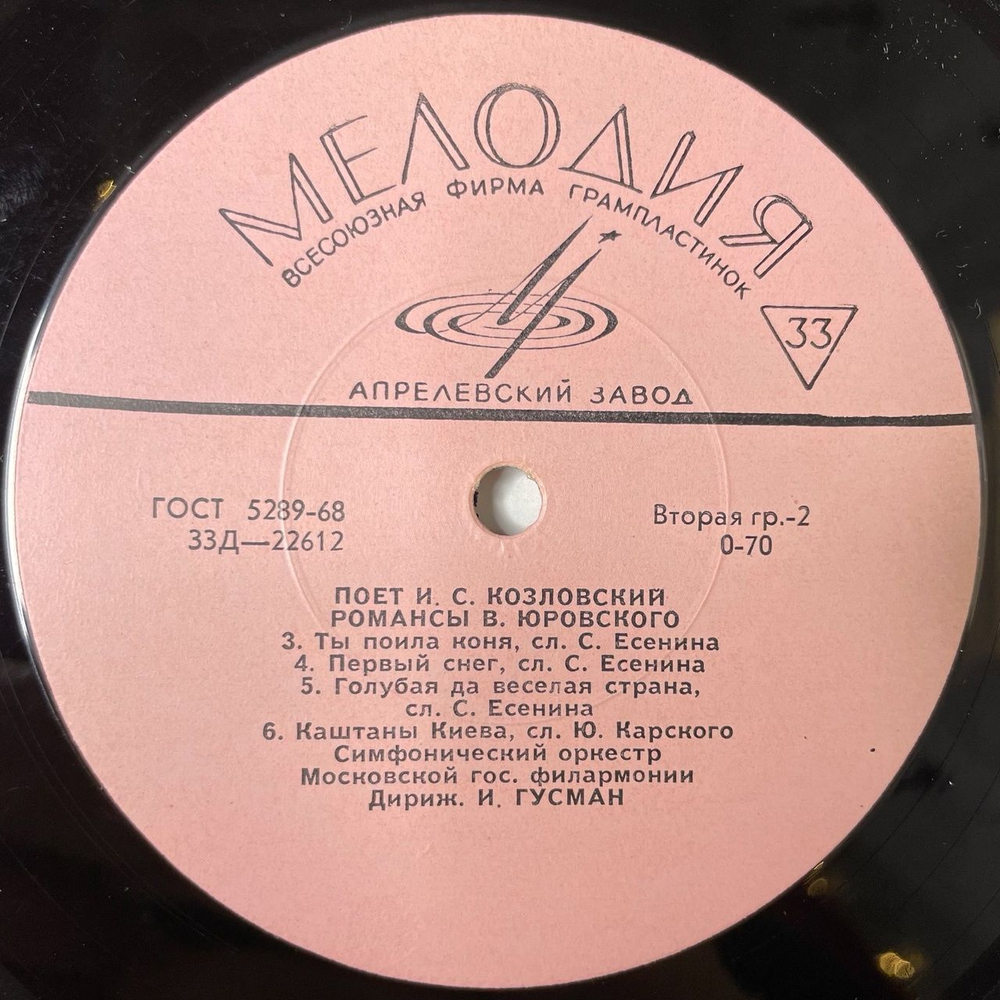 МЕЛОДИЯ
ВСЕСОЮЗНАЯ ФИРМА ГРАМПЛАСТИНОК
33
АПРЕЛЕВСКИЙ ЗАВОД
ГОСТ 5289-68
33Д—22612
Вторая гр.-2
0-70
ПОЕТ И. С. КОЗЛОВСКИЙ
РОМАНСЫ В. ЮРОВСКОГО
3. Ты поила коня, сл. С. Есенина
4. Первый снег, сл. С. Есенина
5. Голубая да веселая страна,
сл. С. Есенина
6. Каштаны Киева, сл. Ю. Карского
Симфонический оркестр
Московской гос. филармонии
Дириж. И. ГУСМАН